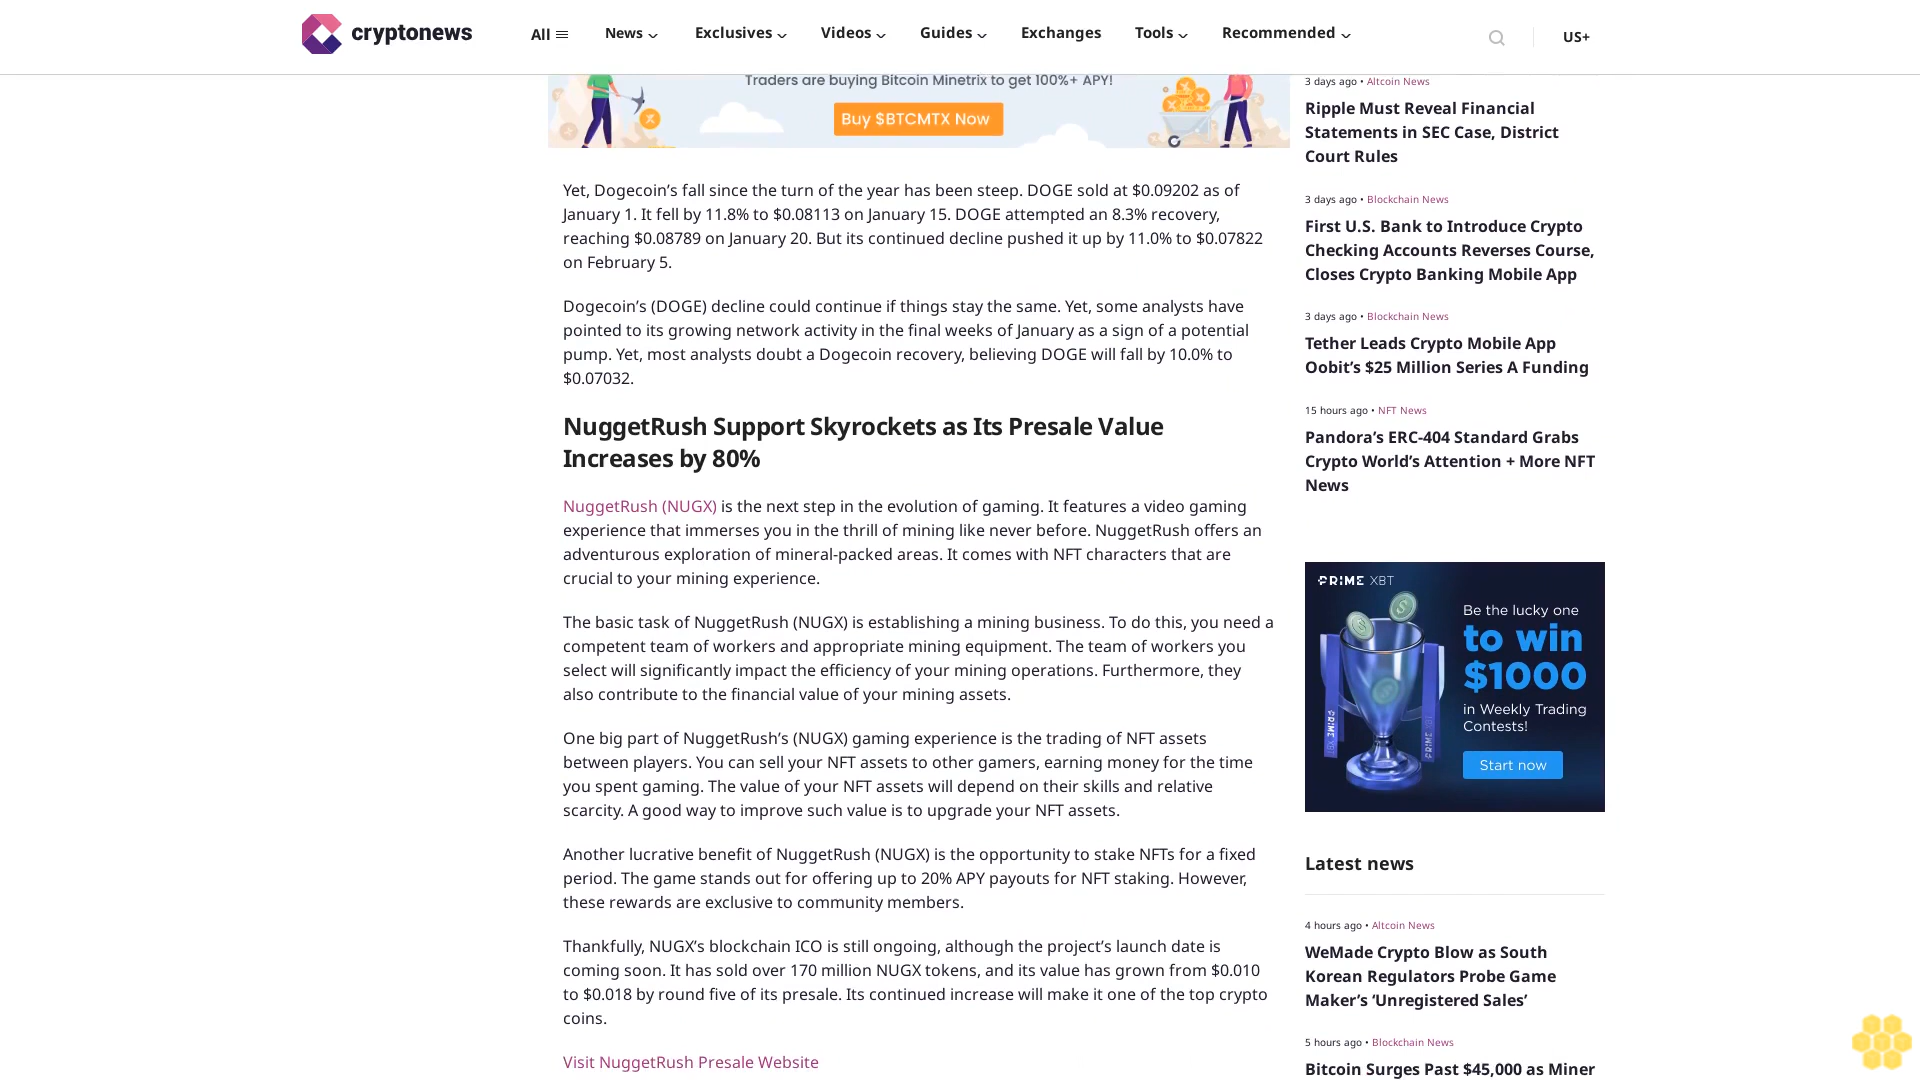 cryptonews
All
News
Exclusives
Videos
Guides
Exchanges
Tools
Recommended
US+
Traders are buying Bitcoin Minetrix to get 100%+ APY!
Buy $BTCMTX Now
Yet, Dogecoin’s fall since the turn of the year has been steep. DOGE sold at $0.09202 as of
January 1. It fell by 11.8% to $0.08113 on January 15. DOGE attempted an 8.3% recovery,
reaching $0.08789 on January 20. But its continued decline pushed it up by 11.0% to $0.07822
on February 5.
Dogecoin’s (DOGE) decline could continue if things stay the same. Yet, some analysts have
pointed to its growing network activity in the final weeks of January as a sign of a potential
pump. Yet, most analysts doubt a Dogecoin recovery, believing DOGE will fall by 10.0% to
$0.07032.
NuggetRush Support Skyrockets as Its Presale Value
Increases by 80%
NuggetRush (NUGX) is the next step in the evolution of gaming. It features a video gaming
experience that immerses you in the thrill of mining like never before. NuggetRush offers an
adventurous exploration of mineral-packed areas. It comes with NFT characters that are
crucial to your mining experience.
The basic task of NuggetRush (NUGX) is establishing a mining business. To do this, you need a
competent team of workers and appropriate mining equipment. The team of workers you
select will significantly impact the efficiency of your mining operations. Furthermore, they
also contribute to the financial value of your mining assets.
One big part of NuggetRush’s (NUGX) gaming experience is the trading of NFT assets
between players. You can sell your NFT assets to other gamers, earning money for the time
you spent gaming. The value of your NFT assets will depend on their skills and relative
scarcity. A good way to improve such value is to upgrade your NFT assets.
Another lucrative benefit of NuggetRush (NUGX) is the opportunity to stake NFTs for a fixed
period. The game stands out for offering up to 20% APY payouts for NFT staking. However,
these rewards are exclusive to community members.
Thankfully, NUGX’s blockchain ICO is still ongoing, although the project’s launch date is
coming soon. It has sold over 170 million NUGX tokens, and its value has grown from $0.010
to $0.018 by round five of its presale. Its continued increase will make it one of the top crypto
coins.
Visit NuggetRush Presale Website
3 days ago • Altcoin News
Ripple Must Reveal Financial
Statements in SEC Case, District
Court Rules
3 days ago • Blockchain News
First U.S. Bank to Introduce Crypto
Checking Accounts Reverses Course,
Closes Crypto Banking Mobile App
3 days ago • Blockchain News
Tether Leads Crypto Mobile App
Oobit’s $25 Million Series A Funding
15 hours ago • NFT News
Pandora’s ERC-404 Standard Grabs
Crypto World’s Attention + More NFT
News
PRIME XBT
Be the lucky one
to win
$1000
in Weekly Trading
Contests!
Start now
PRIME XBT
PRIME
Latest news
4 hours ago • Altcoin News
WeMade Crypto Blow as South
Korean Regulators Probe Game
Maker’s ‘Unregistered Sales’
5 hours ago • Blockchain News
Bitcoin Surges Past $45,000 as Miner